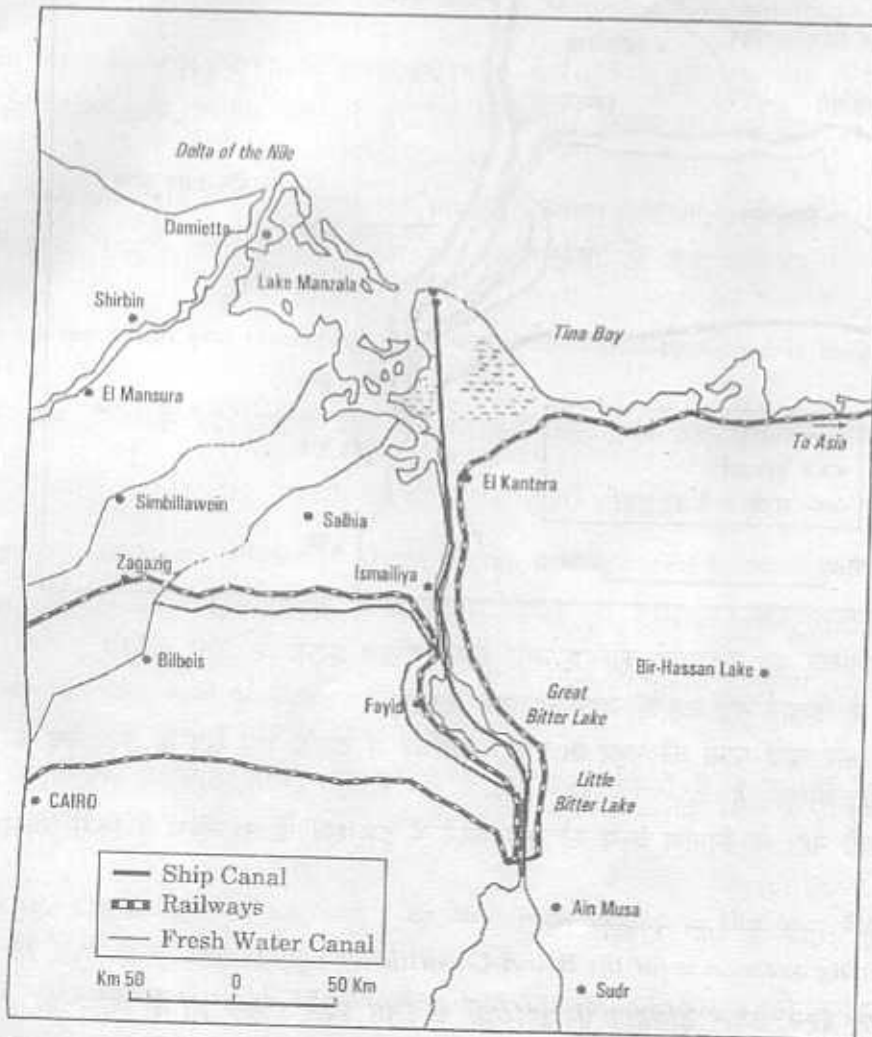 Dolta of the Nile
Damietta
Lake Manzala
Shirbin
Tina Bay
El Mansura
To Asia
El Kantera
Simbillawein
Salhia
Zagazig
Ismailiya
Bilbeis
Bir-Hassan Lake
Great
Bitter Lake
Fayid
Little
Bitter Lake
CAIRO
Ship Canal
Railways
Fresh Water Canal
Ain Musa
Km 50 0 50 Km
Sudr